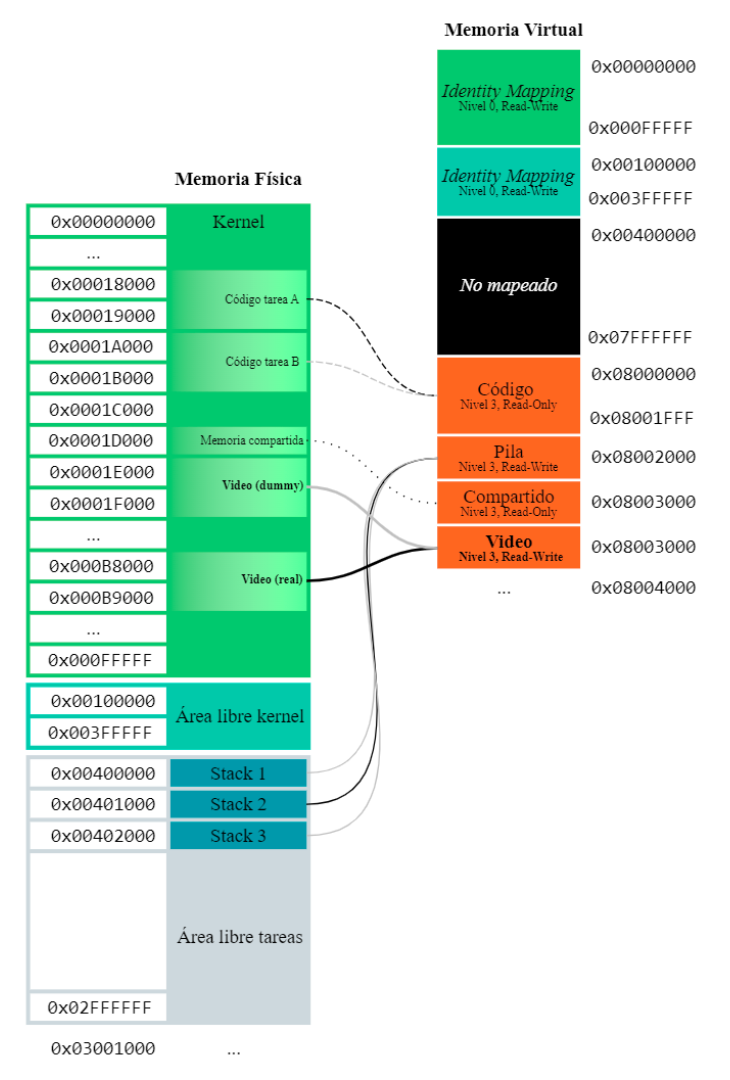 Memoria Virtual
Identity Mapping
Nivel 0, Read-Write
0x00000000
0x000FFFFF
Identity Mapping
Nivel 0, Read-Write
0x00100000
0x003FFFFF
No mapeado
0x00400000
0x07FFFFFF
Código
Nivel 3, Read-Only
0x08000000
0x08001FFF
Pila
Nivel 3, Read-Write
0x08002000
Compartido
Nivel 3, Read-Only
0x08003000
Video
Nivel 3, Read-Write
0x08003000
...
0x08004000
Memoria Física
0x00000000
Kernel
...
0x00018000
Código tarea A
0x00019000
0x0001A000
Código tarea B
0x0001B000
0x0001C000
0x0001D000
Memoria compartida
0x0001E000
Video (dummy)
0x0001F000
...
0x000B8000
Video (real)
0x000B9000
...
0x000FFFFF
0x00100000
Área libre kernel
0x003FFFFF
0x00400000
Stack 1
0x00401000
Stack 2
0x00402000
Stack 3
Área libre tareas
0x02FFFFFF
0x03001000
...